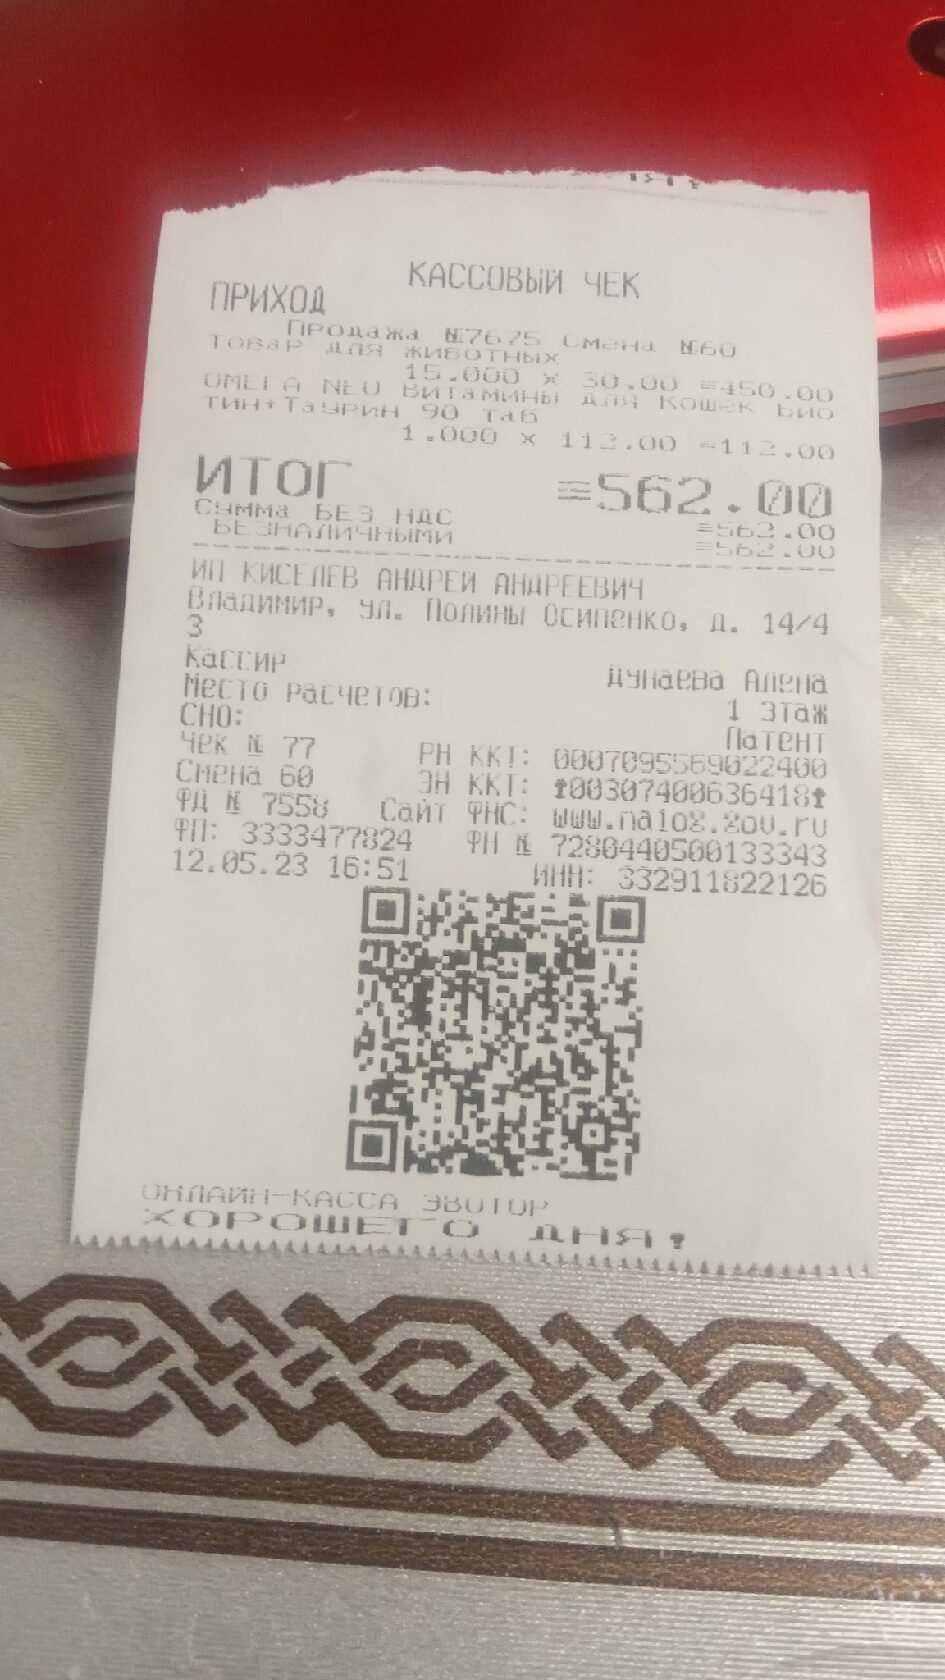 КАССОВЫЙ ЧЕК
ПРИХОД
Продажа №7675 Смена №60
Товар для животных
15.000 х 30.00 =450.00
OMEГA NEO Витамины для Кошек Био
тин+Таурин 90 таб
1.000 х 112.00 =112.00
ИТОГ =562.00
Сумма БЕЗ НДС =562.00
БЕЗНАЛИЧНЫМИ =562.00
ИП КИСЕЛЕВ АНДРЕЙ АНДРЕЕВИЧ
Владимир, ул. Полины Осипенко, д. 14/4
3
Кассир Дунаева Алена
Место расчетов: 1 этаж
СНО: Патент
Чек № 77 РН ККТ: 0007095569022400
Смена 60 ЗН ККТ: 00307400636418
ФД № 7558 Сайт ФНС: www.nalog.gov.ru
ФП: 3333477824 ФН № 7280440500133343
12.05.23 16:51 ИНН: 332911822126
ОНЛАЙН-КАССА ЭВОТОР
ХОРОШЕГО ДНЯ!